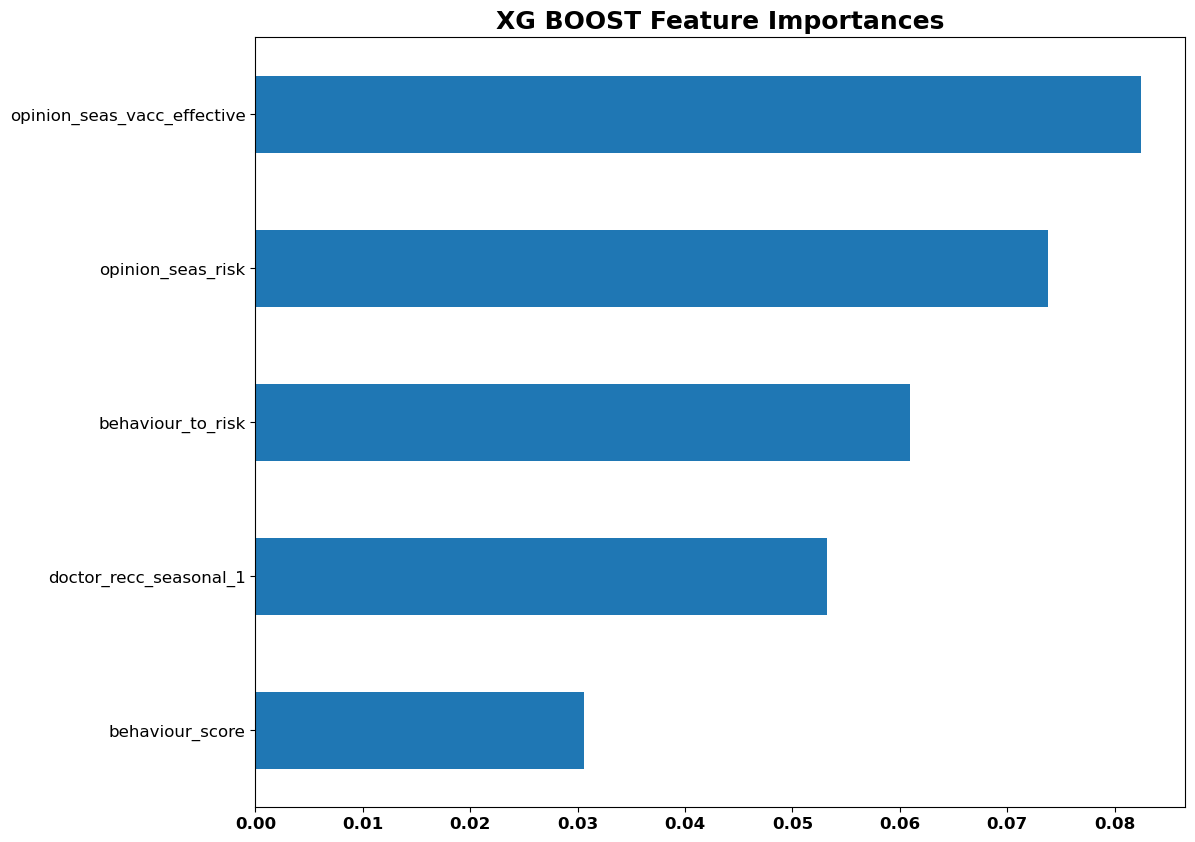 XG BOOST Feature Importances
opinion_seas_vacc_effective
opinion_seas_risk
behaviour_to_risk
doctor_recc_seasonal_1
behaviour_score
0.00 0.01 0.02 0.03 0.04 0.05 0.06 0.07 0.08